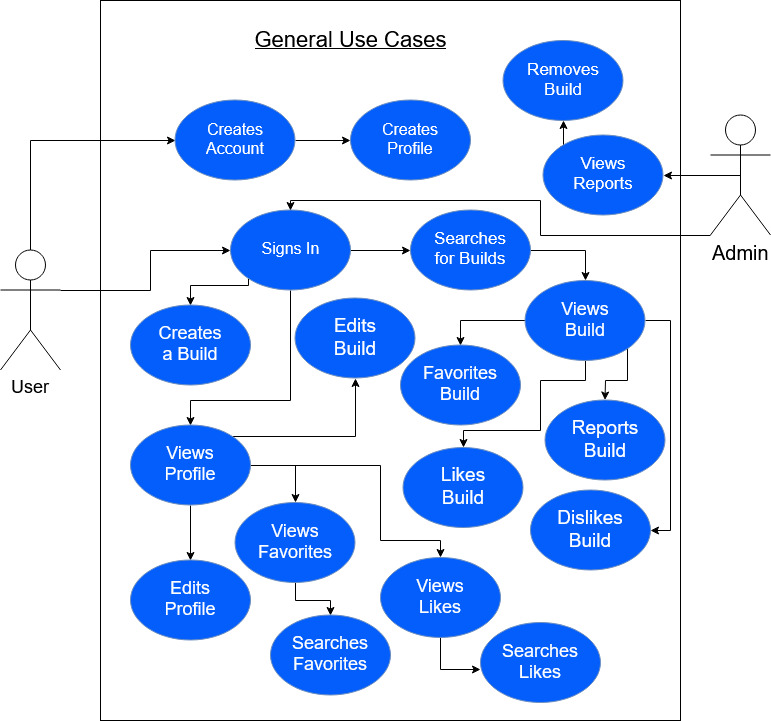 General Use Cases
Removes
Build
Creates
Account
Creates
Profile
Views
Reports
Admin
Signs In
Searches
for Builds
User
Creates
a Build
Edits
Build
Views
Build
Favorites
Build
Reports
Build
Views
Profile
Likes
Build
Dislikes
Build
Views
Favorites
Edits
Profile
Views
Likes
Searches
Favorites
Searches
Likes